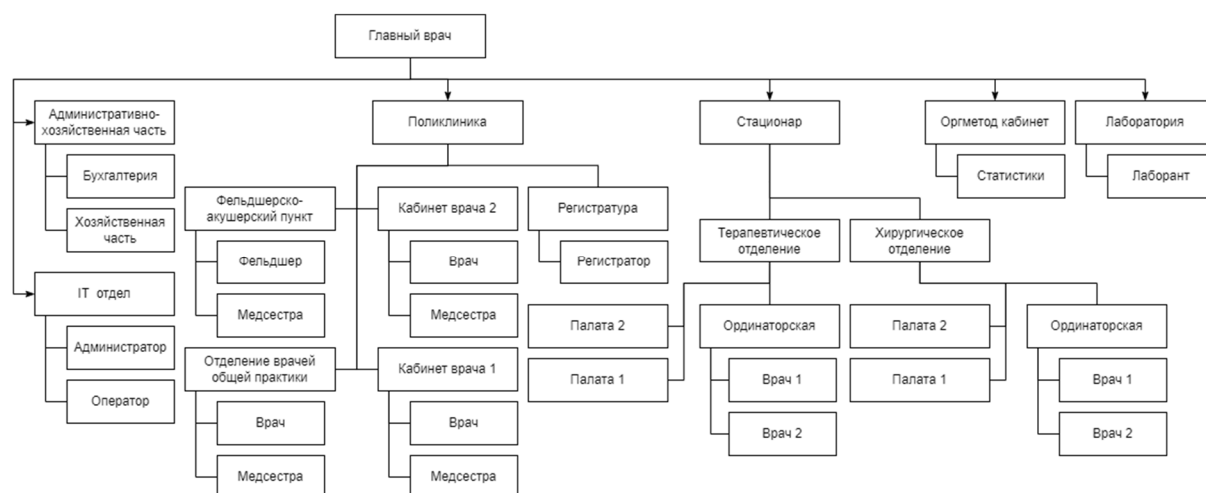 Главный врач
Административно-
хозяйственная часть
Поликлиника
Стационар
Оргметод кабинет
Лаборатория
Бухгалтерия
Статистики
Лаборант
Хозяйственная
часть
Фельдшерско-
акушерский пункт
Кабинет врача 2
Регистратура
Терапевтическое
отделение
Хирургическое
отделение
Фельдшер
Врач
Регистратор
IT отдел
Медсестра
Медсестра
Палата 2
Ординаторская
Палата 2
Ординаторская
Администратор
Отделение врачей
общей практики
Кабинет врача 1
Палата 1
Врач 1
Палата 1
Врач 1
Оператор
Врач
Врач
Врач 2
Врач 2
Медсестра
Медсестра